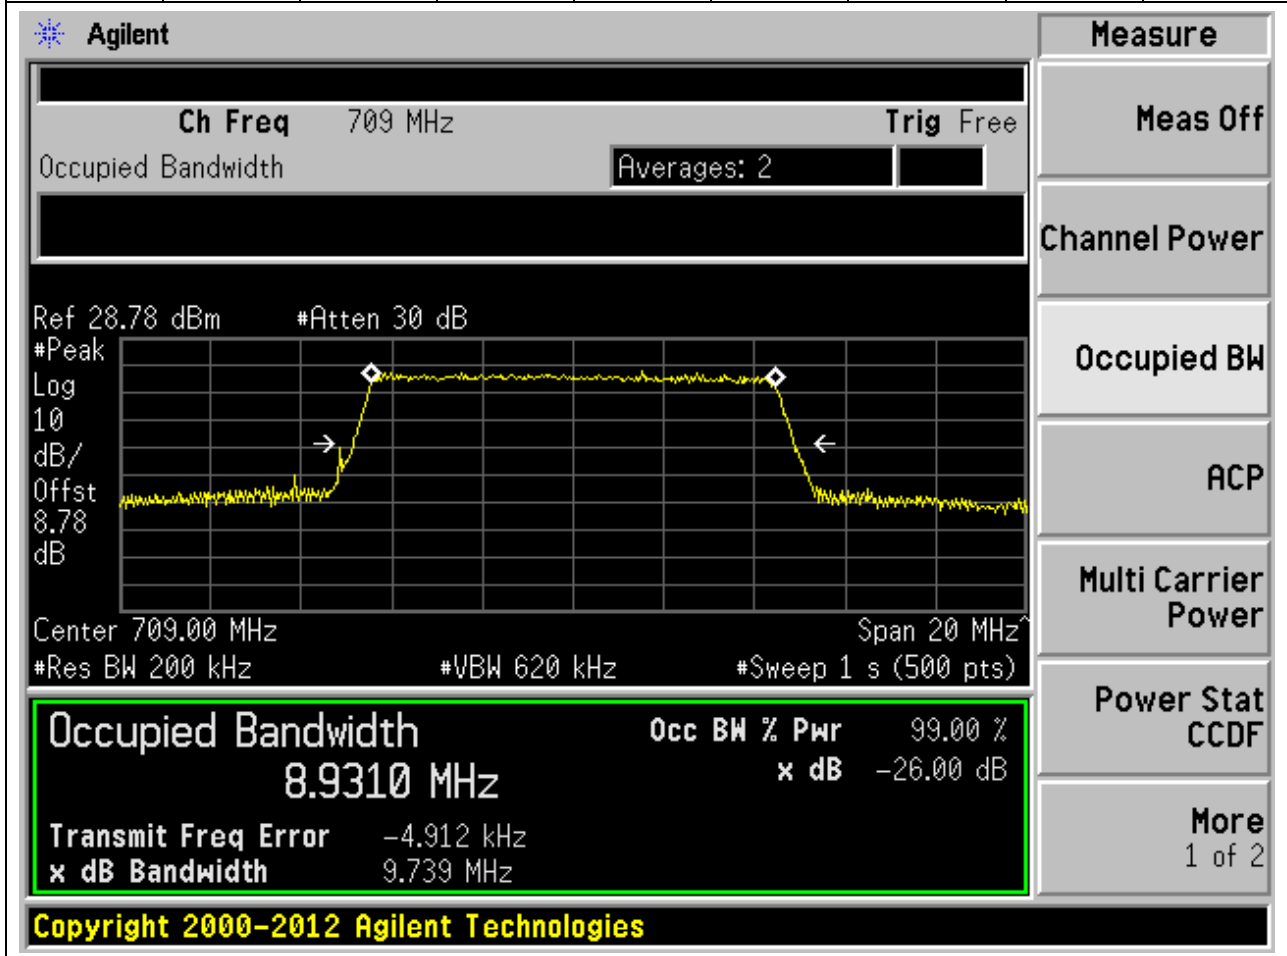 Agilent
Measure
Ch Freq 709 MHz Trig Free
Meas Off
Occupied Bandwidth Averages: 2
Channel Power
Ref 28.78 dBm #Atten 30 dB
#Peak
Log
10
dB/
Offst
8.78
dB
Occupied BW
ACP
Center 709.00 MHz Span 20 MHz^
#Res BW 200 kHz #VBW 620 kHz #Sweep 1 s (500 pts)
Multi Carrier
Power
Occupied Bandwidth Occ BW % Pwr 99.00 %
8.9310 MHz x dB -26.00 dB
Power Stat
CCDF
Transmit Freq Error -4.912 kHz
x dB Bandwidth 9.739 MHz
More
1 of 2
Copyright 2000-2012 Agilent Technologies